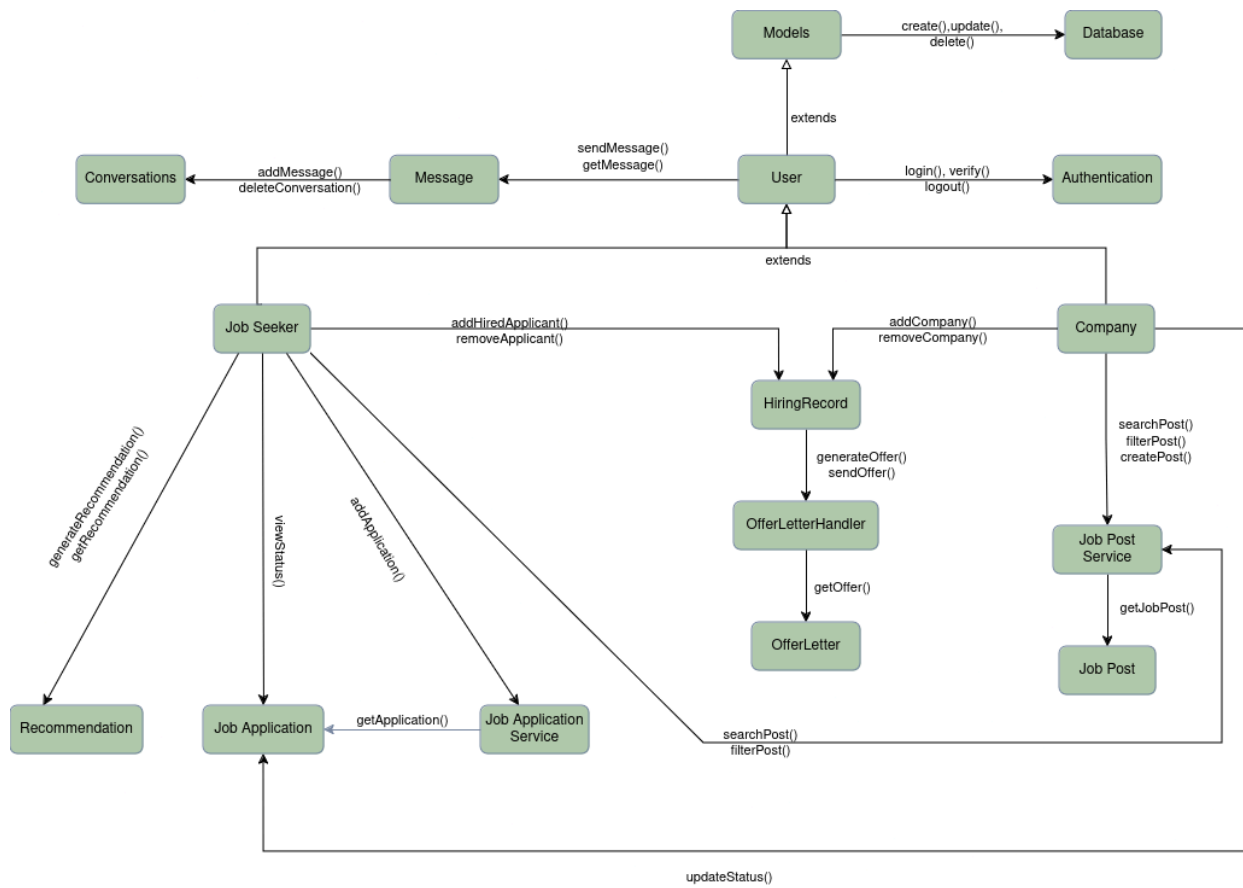 Models
create(),update(),
delete()
Database
extends
Conversations
addMessage()
deleteConversation()
Message
sendMessage()
getMessage()
User
login(), verify()
logout()
Authentication
extends
Job Seeker
addHiredApplicant()
removeApplicant()
addCompany()
removeCompany()
Company
HiringRecord
searchPost()
filterPost()
createPost()
generateOffer()
sendOffer()
generateRecommendation()
getRecommendation()
viewStatus()
addApplication()
OfferLetterHandler
Job Post
Service
getOffer()
getJobPost()
OfferLetter
Job Post
Recommendation
Job Application
getApplication()
Job Application
Service
searchPost()
filterPost()
updateStatus()